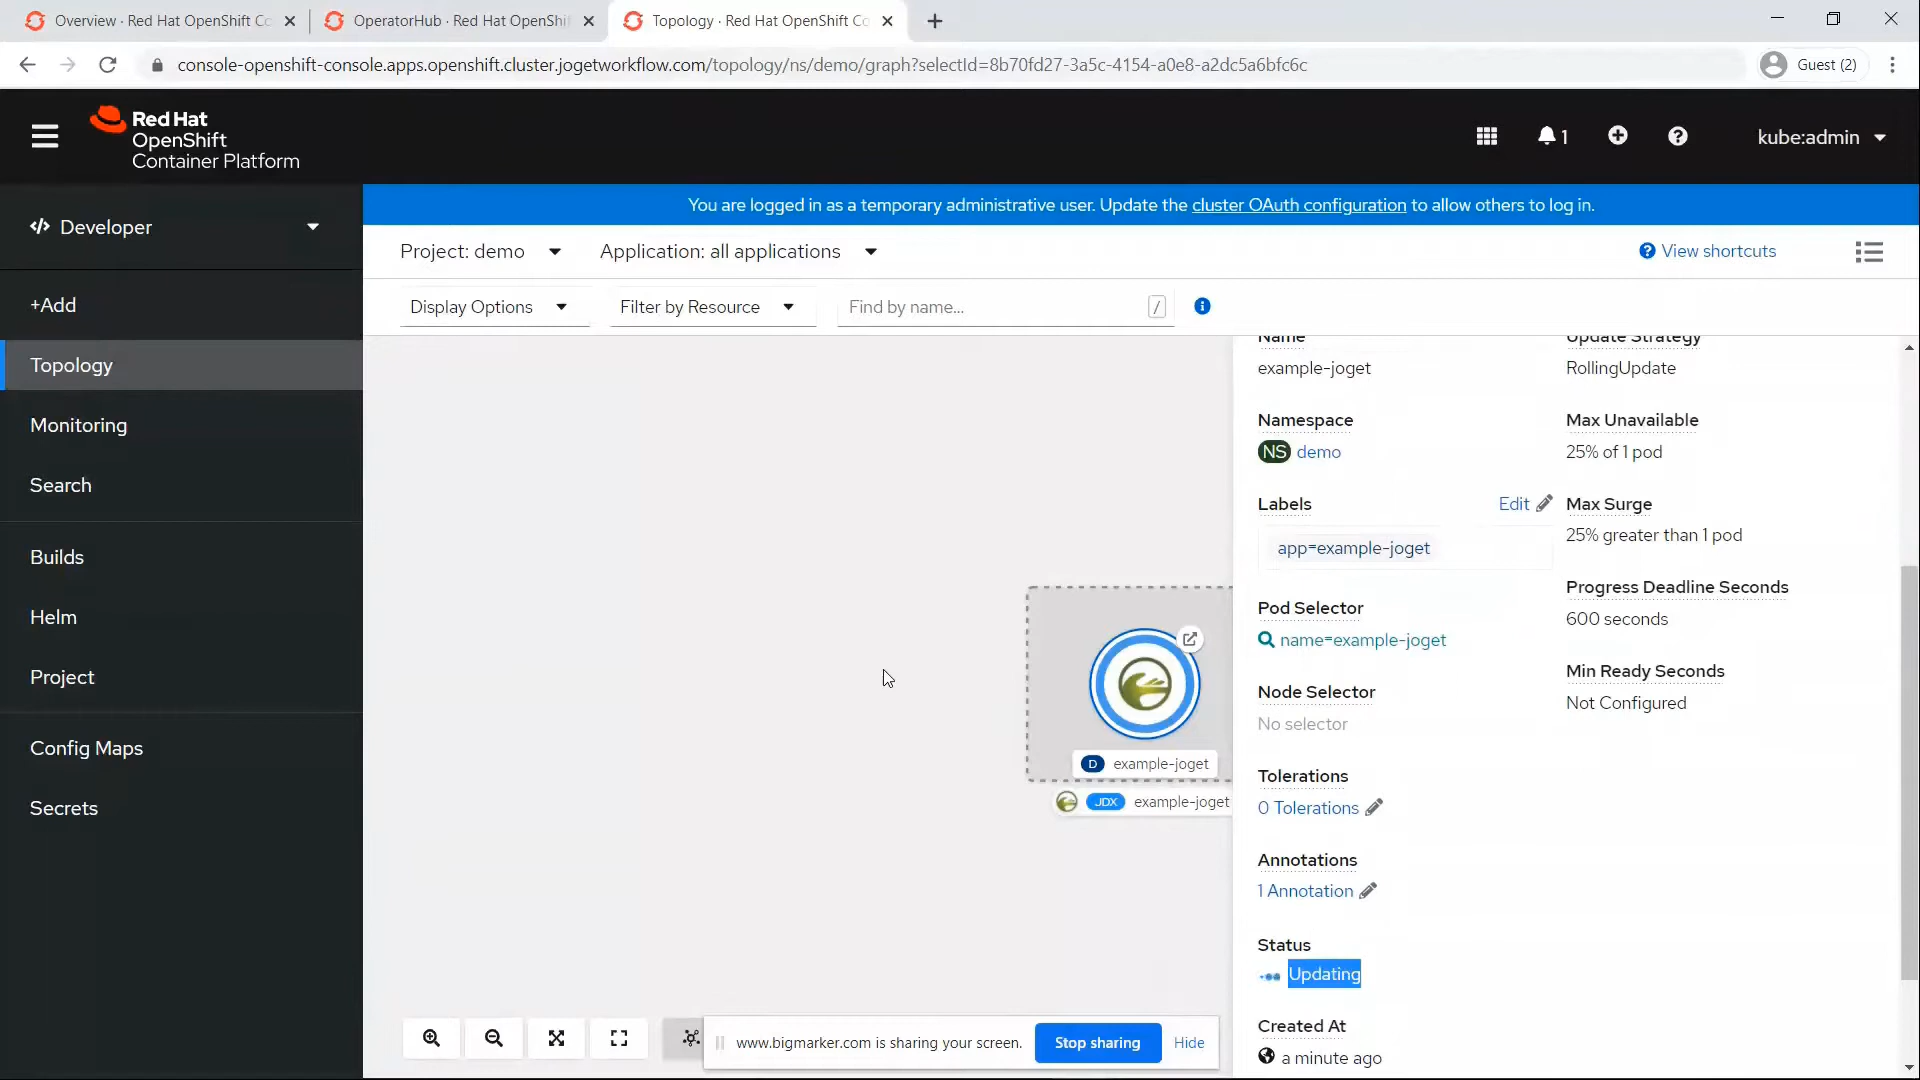 Overview · Red Hat OpenShift Co
OperatorHub · Red Hat OpenShi
Topology · Red Hat OpenShift Co
console-openshift-console.apps.openshift.cluster.jogetworkflow.com/topology/ns/demo/graph?selectId=8b70fd27-3a5c-4154-a0e8-a2dc5a6bfc6c
Guest (2)
Red Hat
OpenShift
Container Platform
1
kube:admin
Developer
You are logged in as a temporary administrative user. Update the cluster OAuth configuration to allow others to log in.
Project: demo
Application: all applications
View shortcuts
+Add
Display Options
Filter by Resource
Find by name...
/
Topology
Monitoring
Search
Builds
Helm
Project
Config Maps
Secrets
D example-joget
JDX example-joget
Name
example-joget
Namespace
NS demo
Labels
Edit
app=example-joget
Pod Selector
name=example-joget
Node Selector
No selector
Tolerations
0 Tolerations
Annotations
1 Annotation
Status
Updating
Created At
a minute ago
Update Strategy
RollingUpdate
Max Unavailable
25% of 1 pod
Max Surge
25% greater than 1 pod
Progress Deadline Seconds
600 seconds
Min Ready Seconds
Not Configured
www.bigmarker.com is sharing your screen.
Stop sharing
Hide